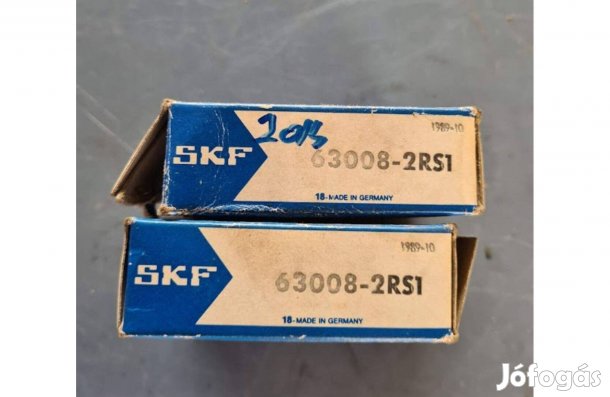 2013
1989-10
SKF 63008-2RS1
18-MADE IN GERMANY
1989-10
SKF 63008-2RS1
18-MADE IN GERMANY
Jófogás